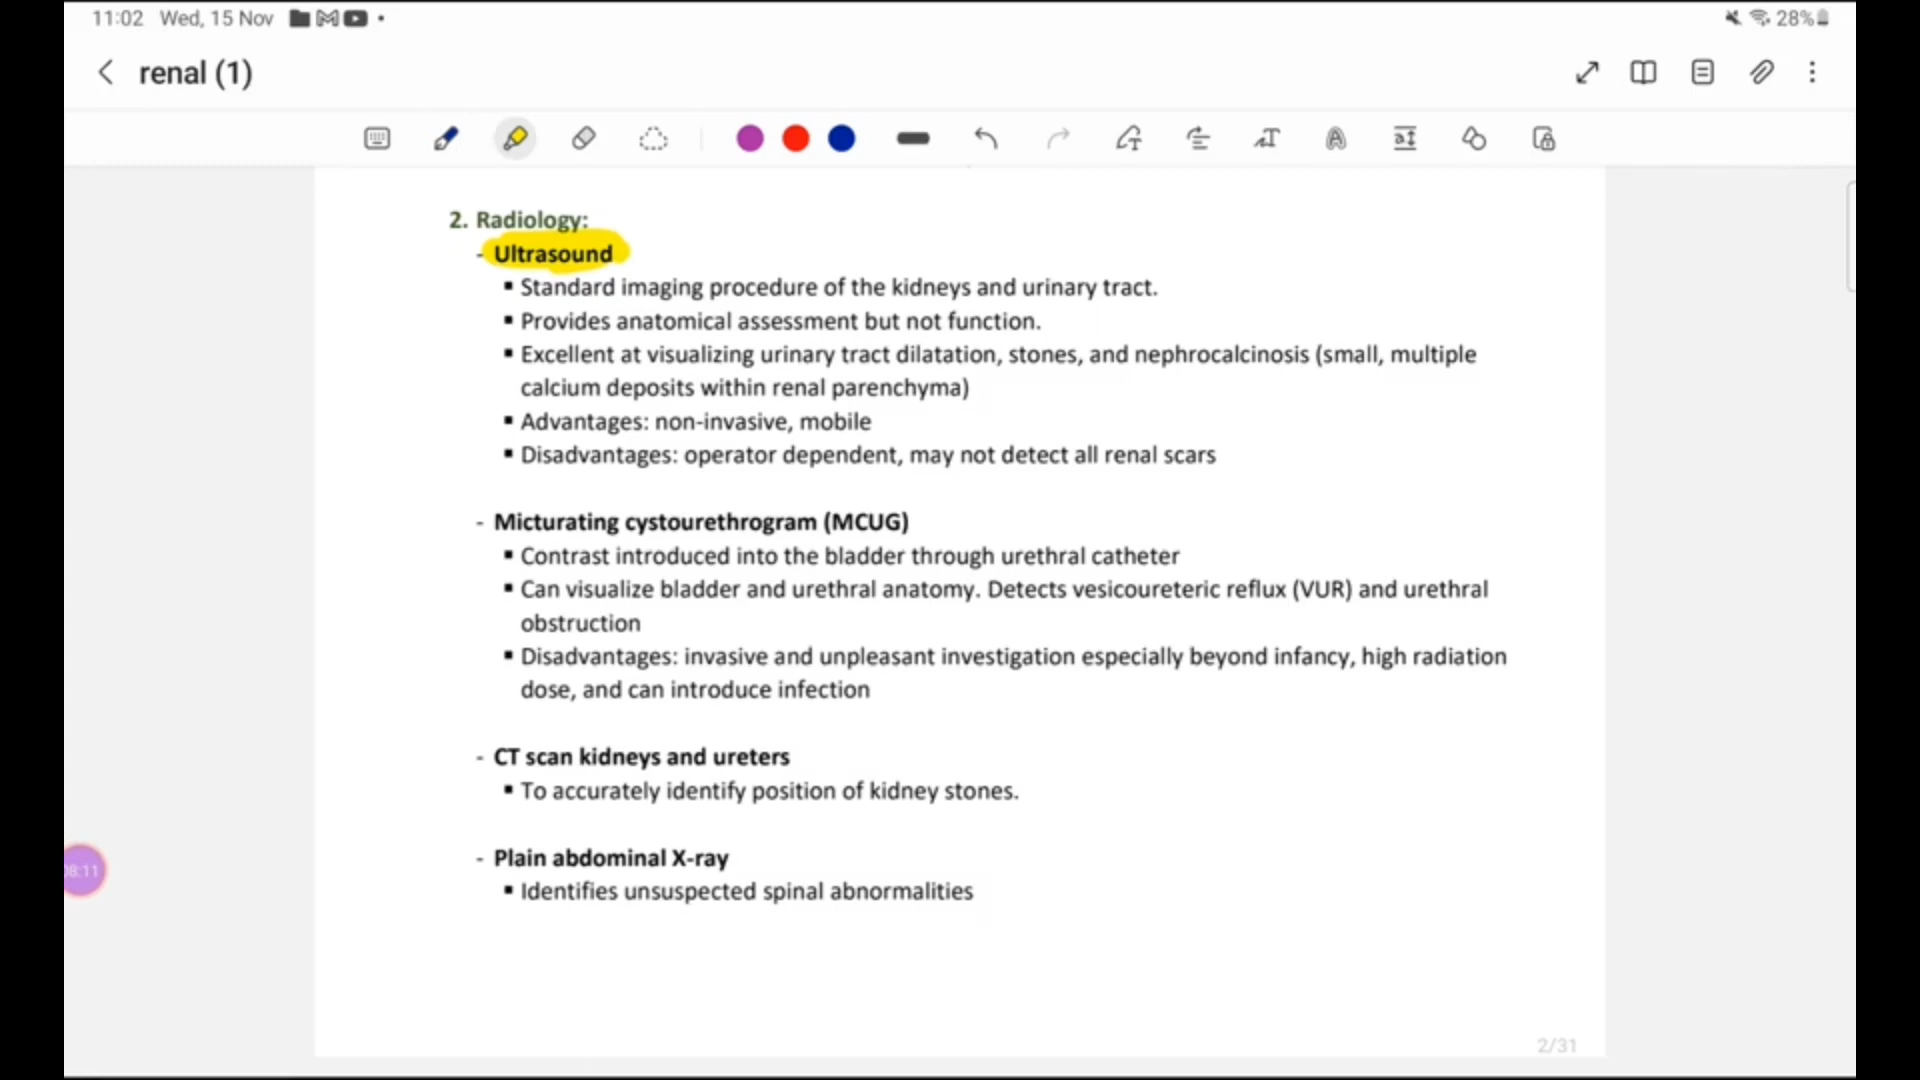 11:02 Wed, 15 Nov
28%
renal (1)
2. Radiology:
- Ultrasound
▪ Standard imaging procedure of the kidneys and urinary tract.
▪ Provides anatomical assessment but not function.
▪ Excellent at visualizing urinary tract dilatation, stones, and nephrocalcinosis (small, multiple
calcium deposits within renal parenchyma)
▪ Advantages: non-invasive, mobile
▪ Disadvantages: operator dependent, may not detect all renal scars
- Micturating cystourethrogram (MCUG)
▪ Contrast introduced into the bladder through urethral catheter
▪ Can visualize bladder and urethral anatomy. Detects vesicoureteric reflux (VUR) and urethral
obstruction
▪ Disadvantages: invasive and unpleasant investigation especially beyond infancy, high radiation
dose, and can introduce infection
- CT scan kidneys and ureters
▪ To accurately identify position of kidney stones.
- Plain abdominal X-ray
▪ Identifies unsuspected spinal abnormalities
08:11
2/31